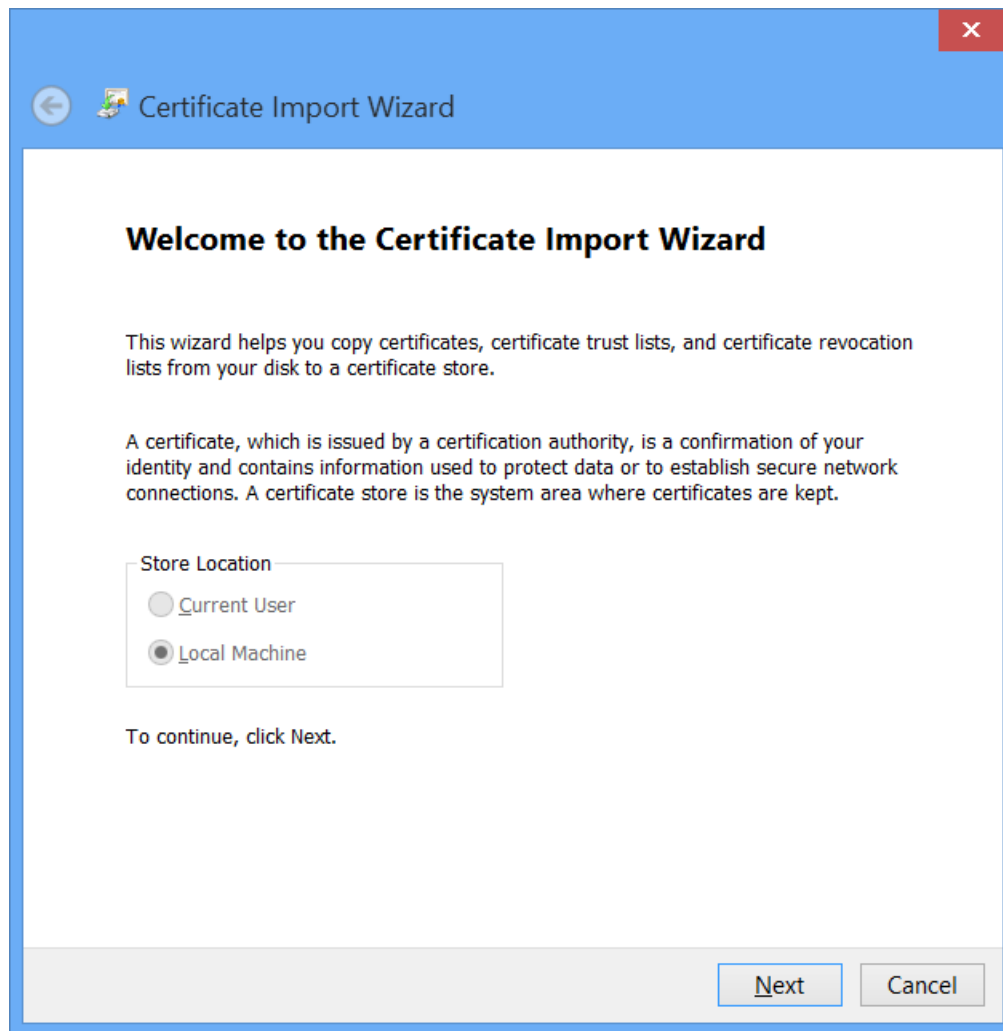 Certificate Import Wizard
Welcome to the Certificate Import Wizard
This wizard helps you copy certificates, certificate trust lists, and certificate revocation
lists from your disk to a certificate store.
A certificate, which is issued by a certification authority, is a confirmation of your
identity and contains information used to protect data or to establish secure network
connections. A certificate store is the system area where certificates are kept.
Store Location
Current User
Local Machine
To continue, click Next.
Next Cancel